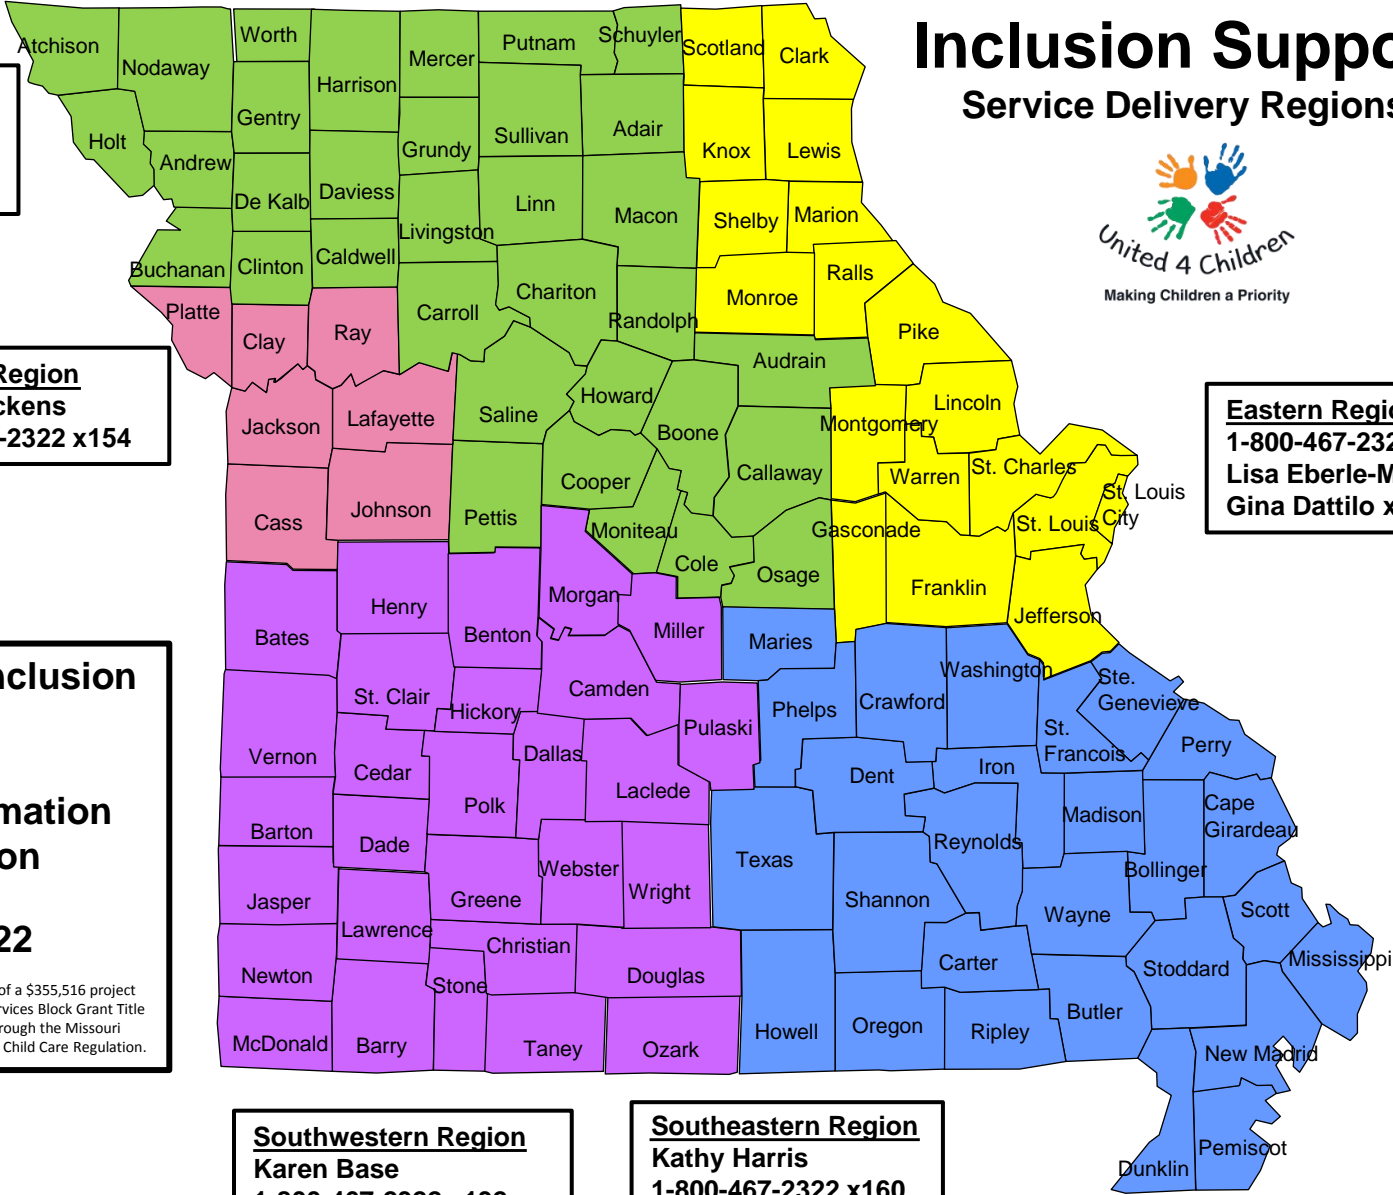 Inclusion Suppo
Service Delivery Regions
United 4 Children
Making Children a Priority
Atchison
Nodaway
Worth
Harrison
Mercer
Putnam
Schuyler
Scotland
Clark
Holt
Andrew
Gentry
De Kalb
Daviess
Grundy
Sullivan
Adair
Knox
Lewis
Buchanan
Clinton
Caldwell
Livingston
Linn
Macon
Shelby
Marion
Platte
Clay
Ray
Carroll
Chariton
Randolph
Monroe
Ralls
Pike
Audrain
Jackson
Lafayette
Saline
Howard
Boone
Callaway
Montgomery
Lincoln
Warren
St. Charles
St. Louis
City
St. Louis
Cass
Johnson
Pettis
Cooper
Moniteau
Cole
Osage
Gasconade
Franklin
Jefferson
Bates
Henry
Benton
Morgan
Miller
Maries
Vernon
St. Clair
Hickory
Camden
Pulaski
Phelps
Crawford
Washington
Ste.
Genevieve
St.
Francois
Perry
Cedar
Polk
Dallas
Laclede
Dent
Iron
Madison
Cape
Girardeau
Barton
Dade
Greene
Webster
Wright
Texas
Reynolds
Bollinger
Jasper
Lawrence
Christian
Shannon
Wayne
Scott
Newton
Stone
Douglas
Carter
Stoddard
Mississippi
McDonald
Barry
Taney
Ozark
Howell
Oregon
Ripley
Butler
New Madrid
Dunklin
Pemiscot
Region
ckens
-2322 x154
Eastern Regio
1-800-467-232
Lisa Eberle-M
Gina Dattilo x
nclusion
mation
on
22
of a $355,516 project
rvices Block Grant Title
rough the Missouri
Child Care Regulation.
Southwestern Region
Karen Base
Southeastern Region
Kathy Harris
1-800-467-2322 x160